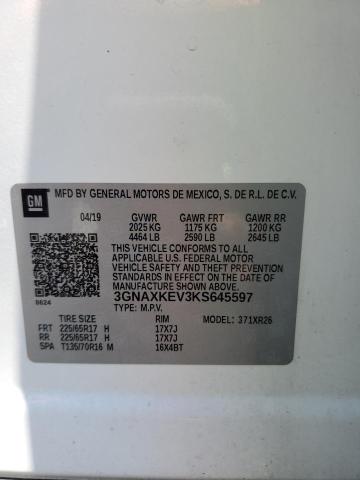 GM
MFD BY GENERAL MOTORS DE MEXICO, S. DE R.L. DE C.V.
04/19 GVWR GAWR FRT GAWR RR
2025 KG 1175 KG 1200 KG
4464 LB 2590 LB 2645 LB
THIS VEHICLE CONFORMS TO ALL
APPLICABLE U.S. FEDERAL MOTOR
VEHICLE SAFETY, BUMPER, AND
THEFT PREVENTION STANDARDS IN
EFFECT ON THE DATE OF
MANUFACTURE SHOWN ABOVE.
8624
3GNAXKEV3KS645597
TYPE: M.P.V. MODEL: 371XR26
TIRE SIZE RIM
FRT 225/65R17 H 17X7J
RR 225/65R17 H 17X7J
SPA T135/70R16 M 16X4BT